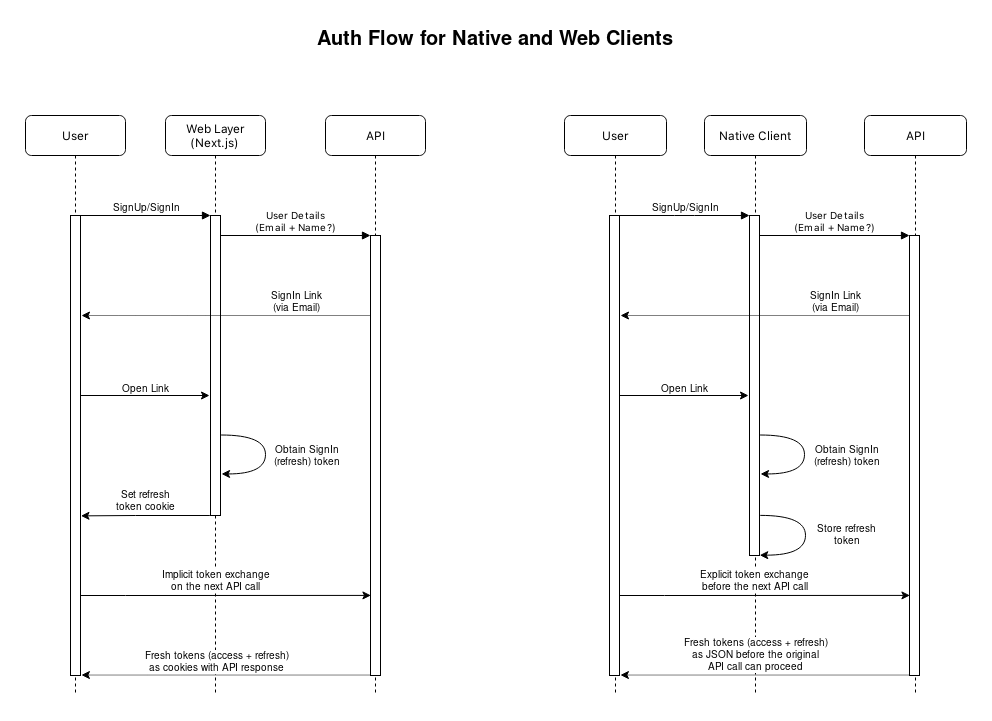 Auth Flow for Native and Web Clients
User
Web Layer
(Next.js)
API
SignUp/SignIn
User Details
(Email + Name?)
SignIn Link
(via Email)
Open Link
Obtain SignIn
(refresh) token
Set refresh
token cookie
Implicit token exchange
on the next API call
Fresh tokens (access + refresh)
as cookies with API response
User
Native Client
API
SignUp/SignIn
User Details
(Email + Name?)
SignIn Link
(via Email)
Open Link
Obtain SignIn
(refresh) token
Store refresh
token
Explicit token exchange
before the next API call
Fresh tokens (access + refresh)
as JSON before the original
API call can proceed